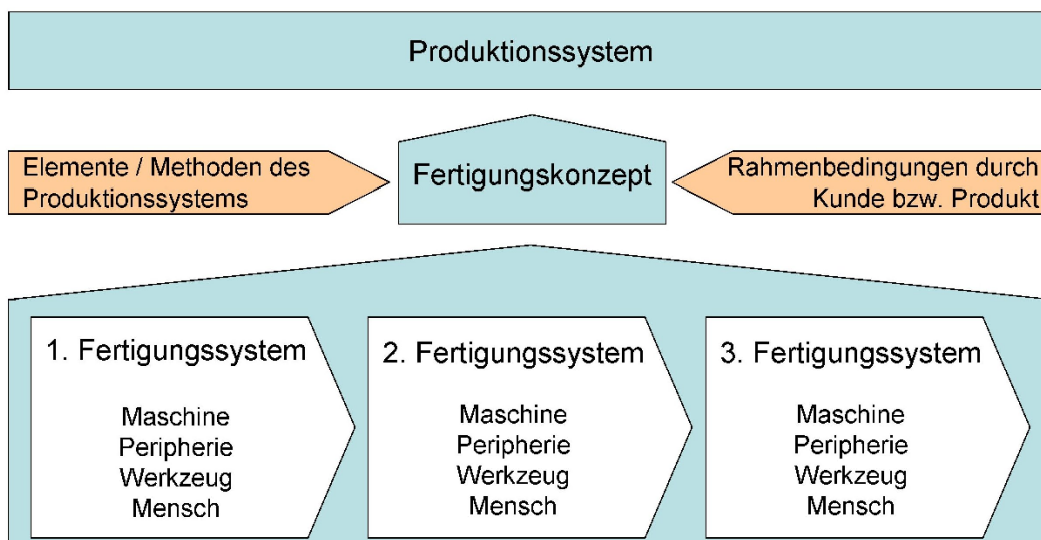 Produktionssystem
Elemente / Methoden des
Produktionssystems
Fertigungskonzept
Rahmenbedingungen durch
Kunde bzw. Produkt
1. Fertigungssystem
Maschine
Peripherie
Werkzeug
Mensch
2. Fertigungssystem
Maschine
Peripherie
Werkzeug
Mensch
3. Fertigungssystem
Maschine
Peripherie
Werkzeug
Mensch